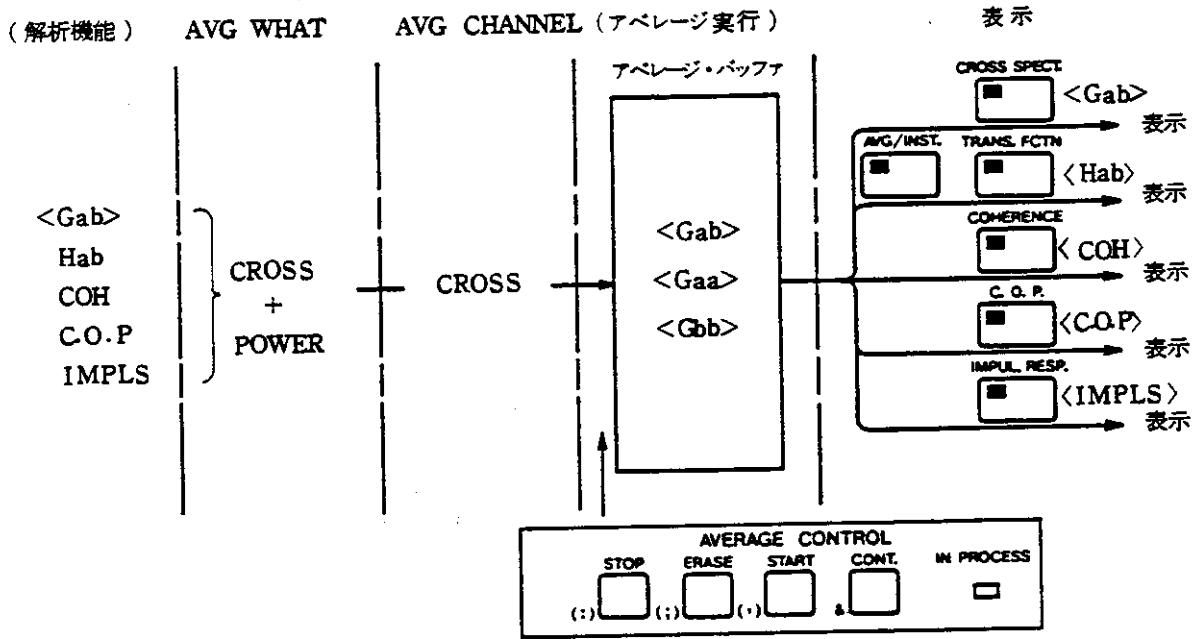 (解析機能) AVG WHAT AVG CHANNEL (アベレージ実行) 表示
アベレージ・バッファ
<Gab>
Hab
COH
C.O.P
IMPLS
CROSS
+
POWER
CROSS
<Gab>
<Gaa>
<Gbb>
CROSS SPECT.
<Gab>
表示
AVG/INST. TRANS. FCTN
<Hab>
表示
COHERENCE
<COH>
表示
C. O. P.
<C.O.P>
表示
IMPUL. RESP.
<IMPLS>
表示
AVERAGE CONTROL
STOP ERASE START CONT. IN PROCESS
(:) (;) (,) &